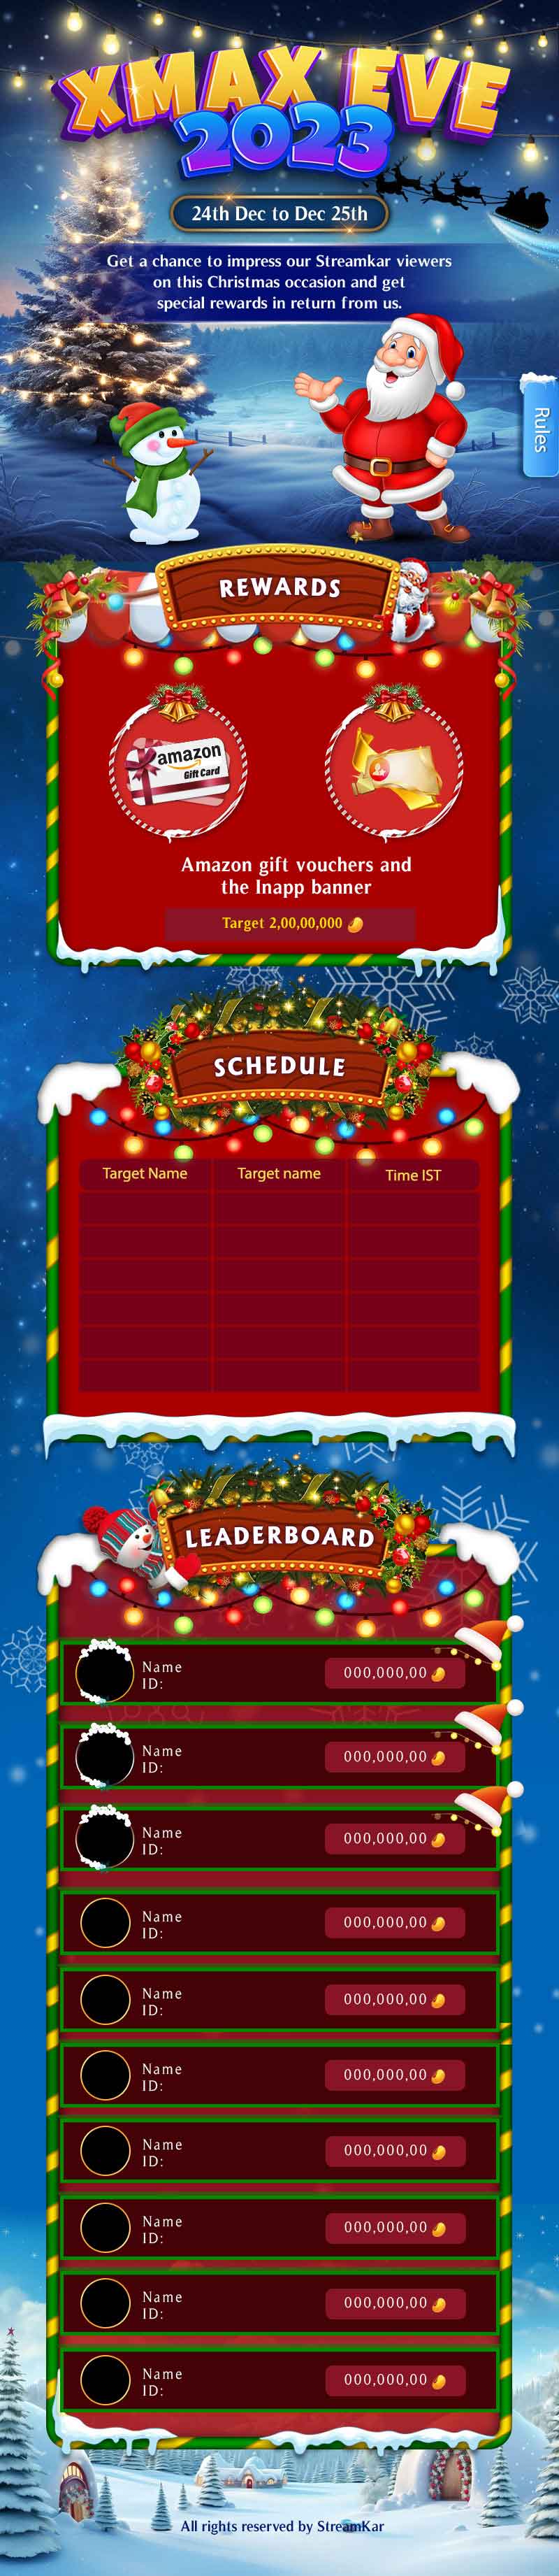 XMAX EVE
2023
24th Dec to Dec 25th
Get a chance to impress our Streamkar viewers
on this Christmas occasion and get
special rewards in return from us.
Rules
REWARDS
amazon
Gift Card
Amazon gift vouchers and
the Inapp banner
Target 2,00,00,000
SCHEDULE
Target Name Target name Time IST
LEADERBOARD
Name
ID:
000,000,00
Name
ID:
000,000,00
Name
ID:
000,000,00
Name
ID:
000,000,00
Name
ID:
000,000,00
Name
ID:
000,000,00
Name
ID:
000,000,00
Name
ID:
000,000,00
Name
ID:
000,000,00
Name
ID:
000,000,00
All rights reserved by StreamKar